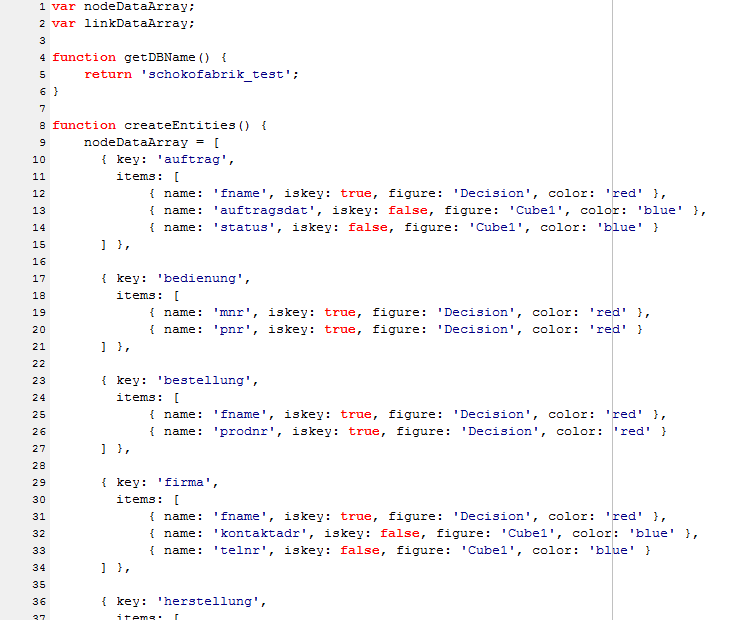 1 var nodeDataArray;
2 var linkDataArray;
3
4 function getDBName() {
5     return 'schokofabrik_test';
6 }
7
8 function createEntities() {
9     nodeDataArray = [
10       { key: 'auftrag',
11         items: [
12             { name: 'fname', iskey: true, figure: 'Decision', color: 'red' },
13             { name: 'auftragsdat', iskey: false, figure: 'Cube1', color: 'blue' },
14             { name: 'status', iskey: false, figure: 'Cube1', color: 'blue' }
15       ] },
16
17       { key: 'bedienung',
18         items: [
19             { name: 'mnr', iskey: true, figure: 'Decision', color: 'red' },
20             { name: 'pnr', iskey: true, figure: 'Decision', color: 'red' }
21       ] },
22
23       { key: 'bestellung',
24         items: [
25             { name: 'fname', iskey: true, figure: 'Decision', color: 'red' },
26             { name: 'prodnr', iskey: true, figure: 'Decision', color: 'red' }
27       ] },
28
29       { key: 'firma',
30         items: [
31             { name: 'fname', iskey: true, figure: 'Decision', color: 'red' },
32             { name: 'kontaktadr', iskey: false, figure: 'Cube1', color: 'blue' },
33             { name: 'telnr', iskey: false, figure: 'Cube1', color: 'blue' }
34       ] },
35
36       { key: 'herstellung',
37         items: [